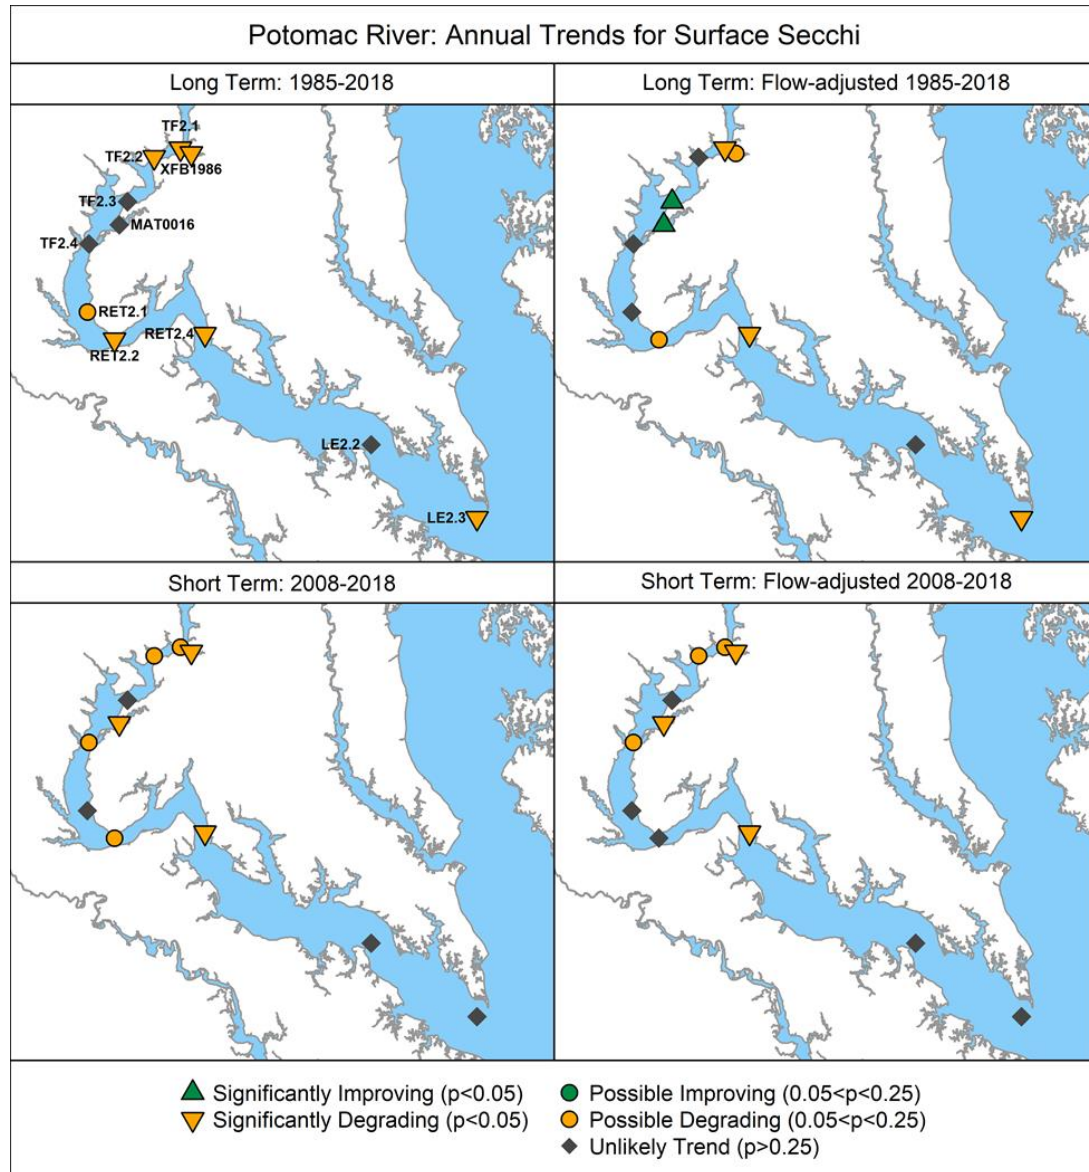 Potomac River: Annual Trends for Surface Secchi
Long Term: 1985-2018
Long Term: Flow-adjusted 1985-2018
TF2.1
TF2.2
XFB1986
TF2.3
MAT0016
TF2.4
RET2.1
RET2.4
RET2.2
LE2.2
LE2.3
Short Term: 2008-2018
Short Term: Flow-adjusted 2008-2018
Significantly Improving (p<0.05)
Possible Improving (0.05<p<0.25)
Significantly Degrading (p<0.05)
Possible Degrading (0.05<p<0.25)
Unlikely Trend (p>0.25)